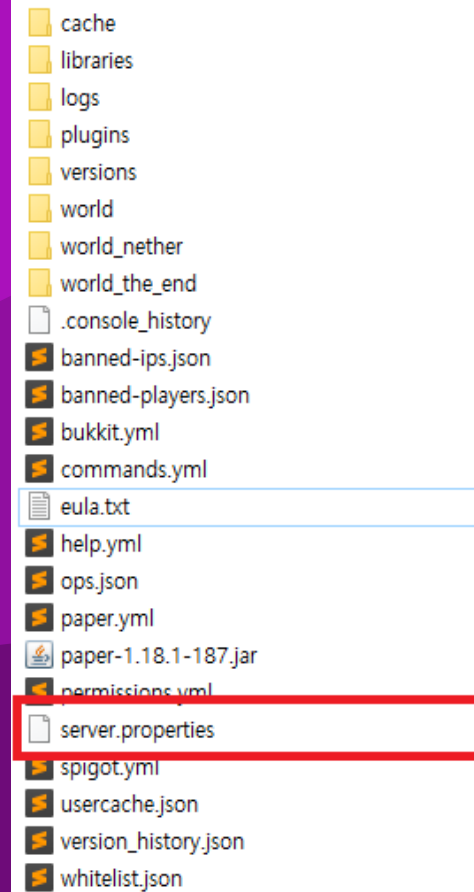 cache
libraries
logs
plugins
versions
world
world_nether
world_the_end
.console_history
banned-ips.json
banned-players.json
bukkit.yml
commands.yml
eula.txt
help.yml
ops.json
paper.yml
paper-1.18.1-187.jar
permissions.yml
server.properties
spigot.yml
usercache.json
version_history.json
whitelist.json